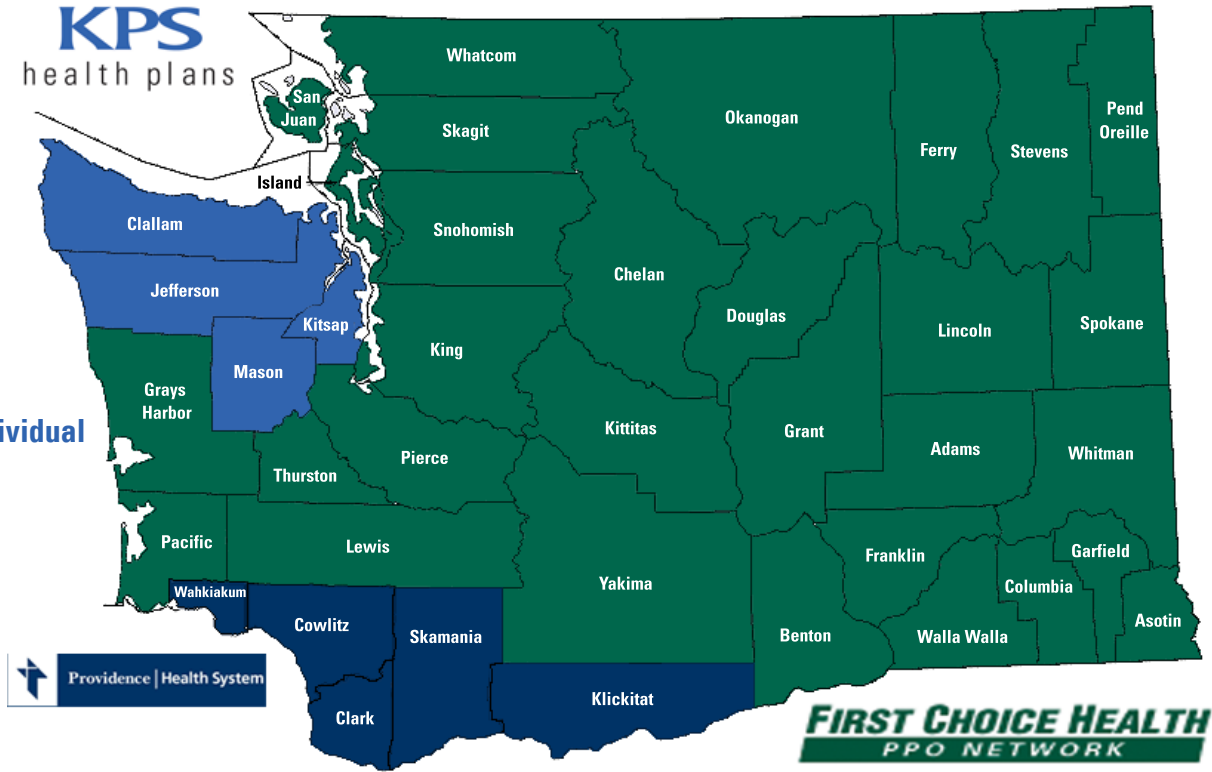 KPS
health plans
Whatcom
San
Juan
Skagit
Okanogan
Ferry
Stevens
Pend
Oreille
Island
Clallam
Snohomish
Chelan
Jefferson
Kitsap
Douglas
Lincoln
Spokane
King
Mason
Grays
Harbor
ividual
Kittitas
Grant
Adams
Whitman
Pierce
Thurston
Pacific
Lewis
Yakima
Franklin
Garfield
Columbia
Wahkiakum
Cowlitz
Skamania
Benton
Walla Walla
Asotin
Providence | Health System
Klickitat
Clark
FIRST CHOICE HEALTH
PPO NETWORK